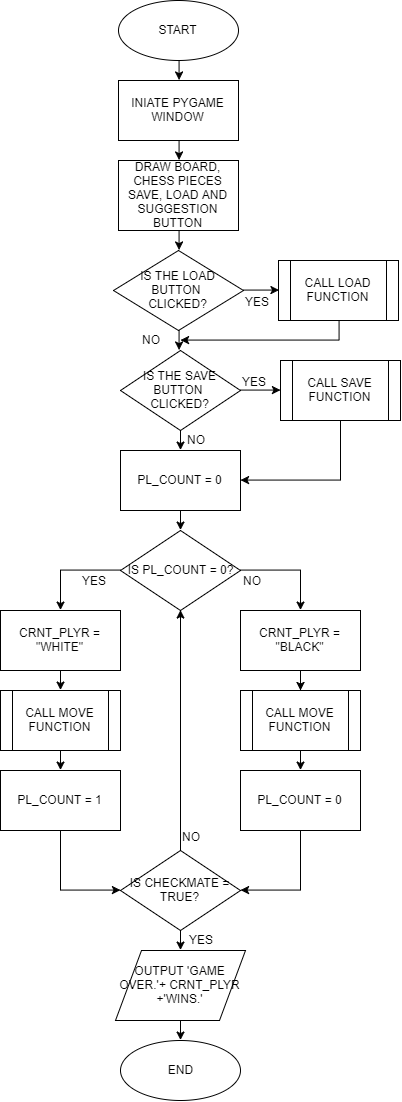 START
INIATE PYGAME
WINDOW
DRAW BOARD,
CHESS PIECES
SAVE, LOAD AND
SUGGESTION
BUTTON
IS THE LOAD
BUTTON
CLICKED?
YES
CALL LOAD
FUNCTION
NO
IS THE SAVE
BUTTON
CLICKED?
YES
CALL SAVE
FUNCTION
NO
PL_COUNT = 0
IS PL_COUNT = 0?
YES
NO
CRNT_PLYR =
"WHITE"
CRNT_PLYR =
"BLACK"
CALL MOVE
FUNCTION
CALL MOVE
FUNCTION
PL_COUNT = 1
PL_COUNT = 0
NO
IS CHECKMATE =
TRUE?
YES
OUTPUT 'GAME
OVER.'+ CRNT_PLYR
+'WINS.'
END